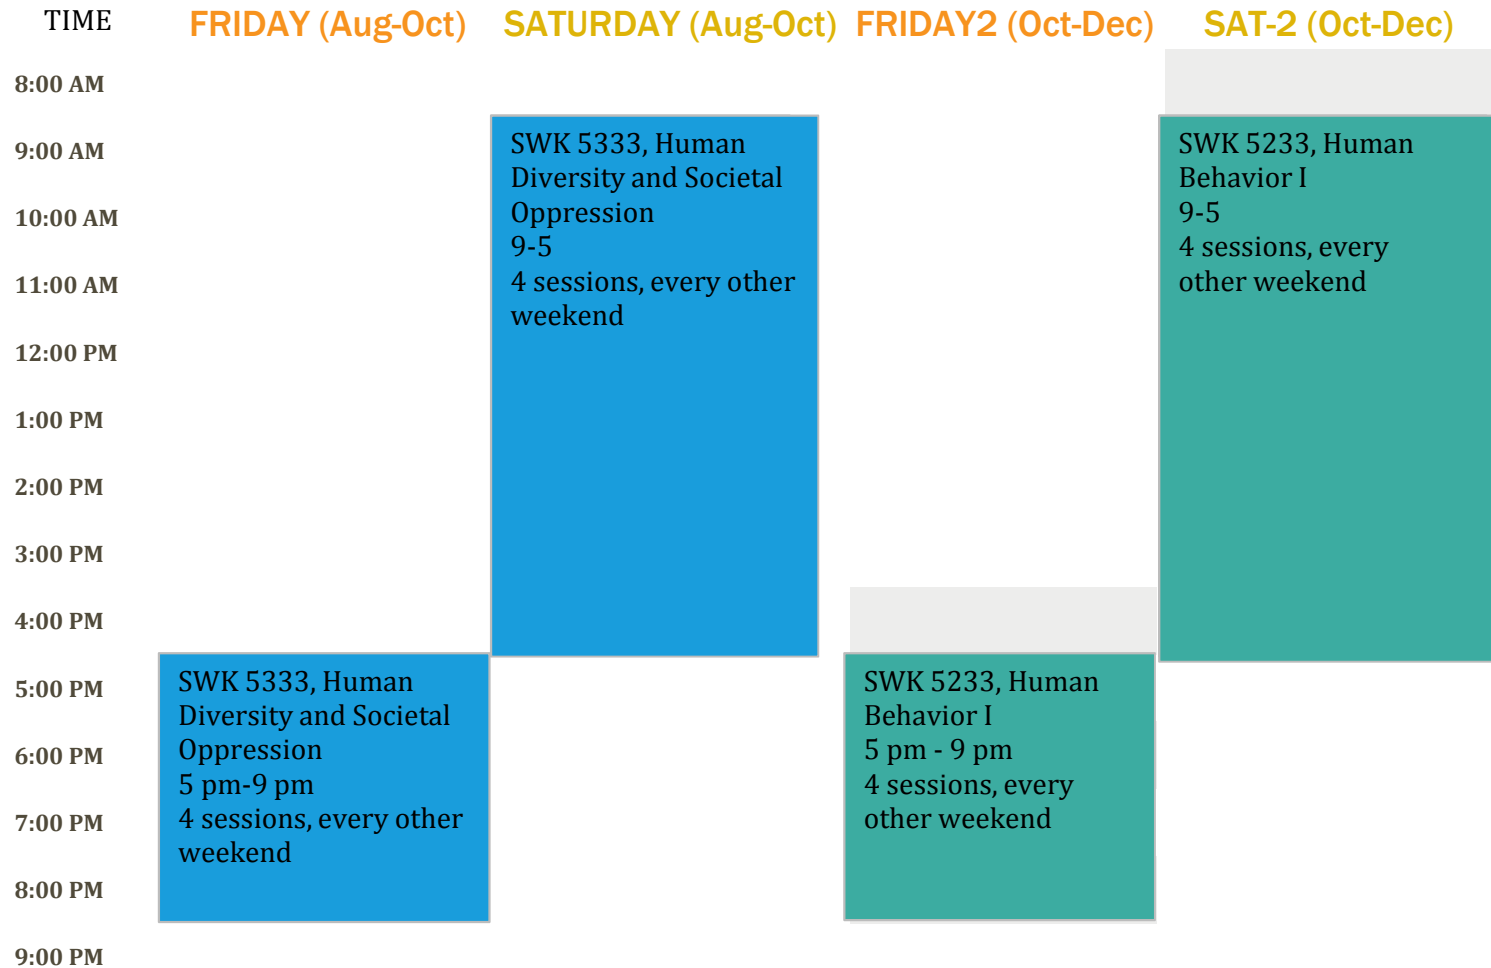 TIME FRIDAY (Aug-Oct) SATURDAY (Aug-Oct) FRIDAY2 (Oct-Dec) SAT-2 (Oct-Dec)
8:00 AM
9:00 AM
10:00 AM
11:00 AM
12:00 PM
1:00 PM
2:00 PM
3:00 PM
4:00 PM
5:00 PM
6:00 PM
7:00 PM
8:00 PM
9:00 PM
SWK 5333, Human
Diversity and Societal
Oppression
5 pm-9 pm
4 sessions, every other
weekend
SWK 5333, Human
Diversity and Societal
Oppression
9-5
4 sessions, every other
weekend
SWK 5233, Human
Behavior I
5 pm - 9 pm
4 sessions, every
other weekend
SWK 5233, Human
Behavior I
9-5
4 sessions, every
other weekend